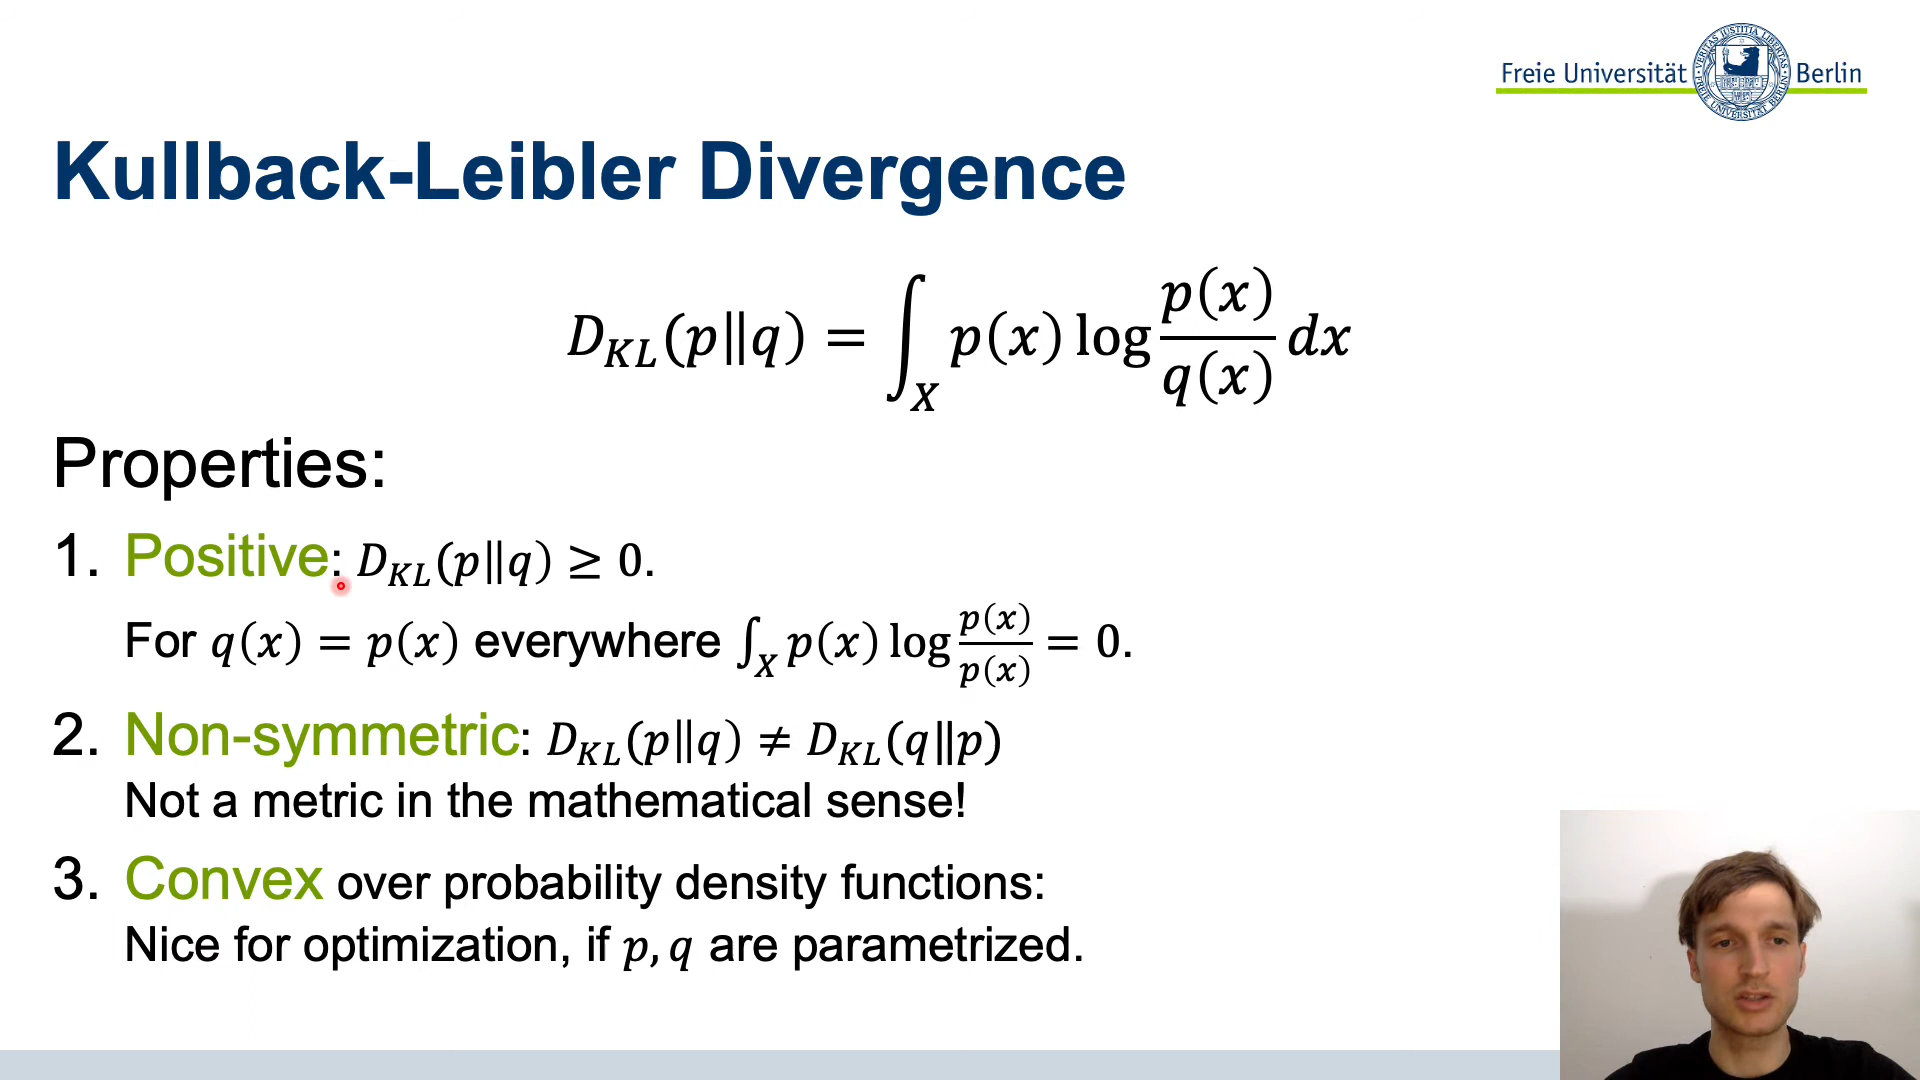 Freie Universität Berlin
Kullback-Leibler Divergence
D_{KL}(p‖q) = ∫_X p(x) log \frac{p(x)}{q(x)} dx
Properties:
1. Positive: D_{KL}(p‖q) ≥ 0.
For q(x) = p(x) everywhere ∫_X p(x) log \frac{p(x)}{p(x)} = 0.
2. Non-symmetric: D_{KL}(p‖q) ≠ D_{KL}(q‖p)
Not a metric in the mathematical sense!
3. Convex over probability density functions:
Nice for optimization, if p, q are parametrized.